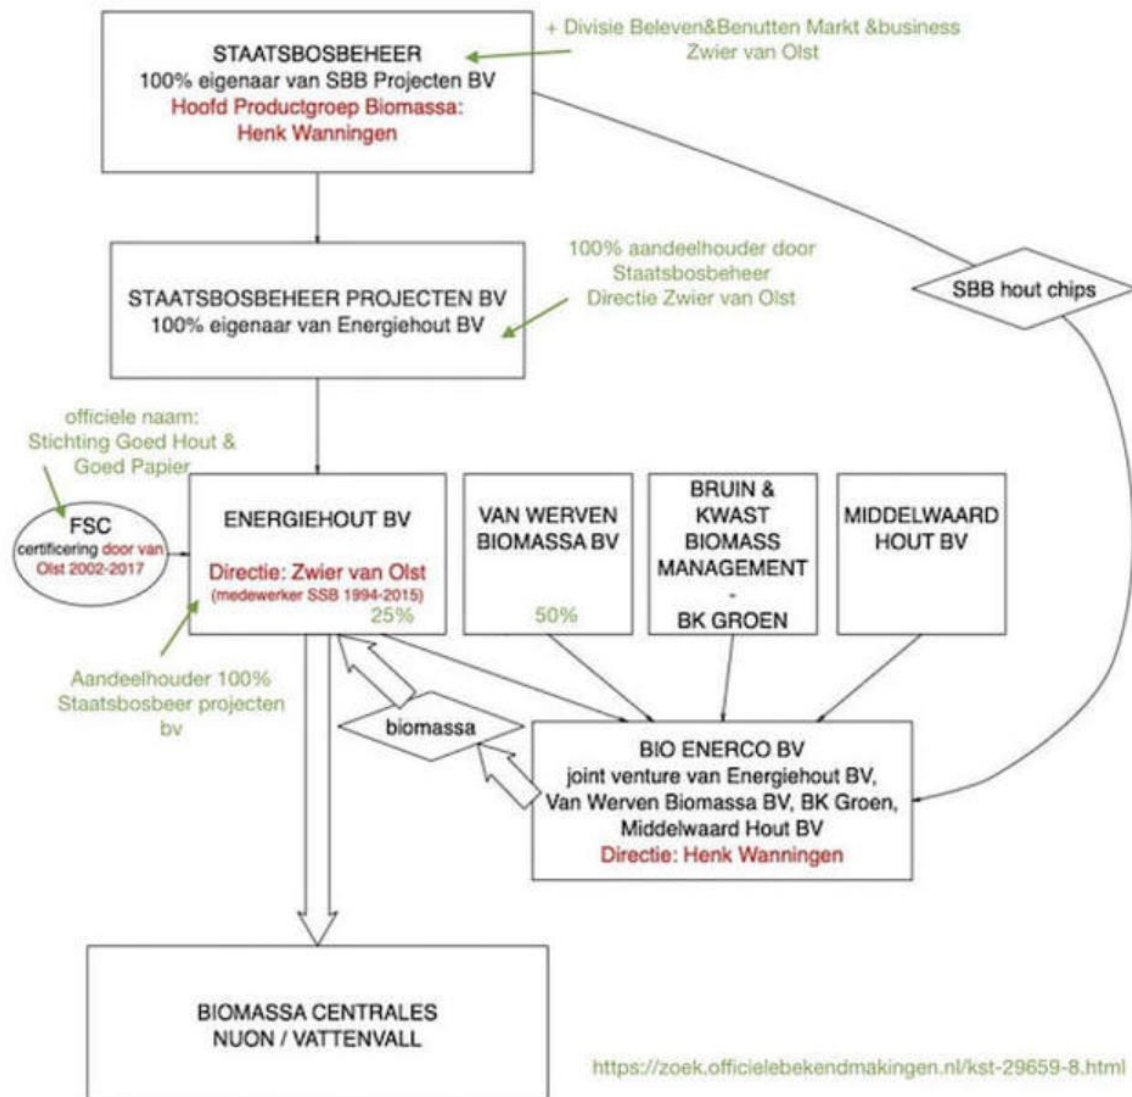 + Divisie Beleven&Benutten Markt &business
Zwier van Olst
STAATSBOSBEHEER
100% eigenaar van SBB Projecten BV
Hoofd Productgroep Biomassa:
Henk Wanningen
100% aandeelhouder door
Staatsbosbeheer
Directie Zwier van Olst
STAATSBOSBEHEER PROJECTEN BV
100% eigenaar van Energiehout BV
SBB hout chips
officiele naam:
Stichting Goed Hout &
Goed Papier
FSC
certificering door van
Olst 2002-2017
ENERGIEHOUT BV
Directie: Zwier van Olst
(medewerker SSB 1994-2015)
25%
VAN WERVEN
BIOMASSA BV
50%
BRUIN &
KWAST
BIOMASS
MANAGEMENT
-
BK GROEN
MIDDELWAARD
HOUT BV
Aandeelhouder 100%
Staatsbosbeer projecten
bv
biomassa
BIO ENERCO BV
joint venture van Energiehout BV,
Van Werven Biomassa BV, BK Groen,
Middelwaard Hout BV
Directie: Henk Wanningen
BIOMASSA CENTRALES
NUON / VATTENVALL
https://zoek.officielebekendmakingen.nl/kst-29659-8.html